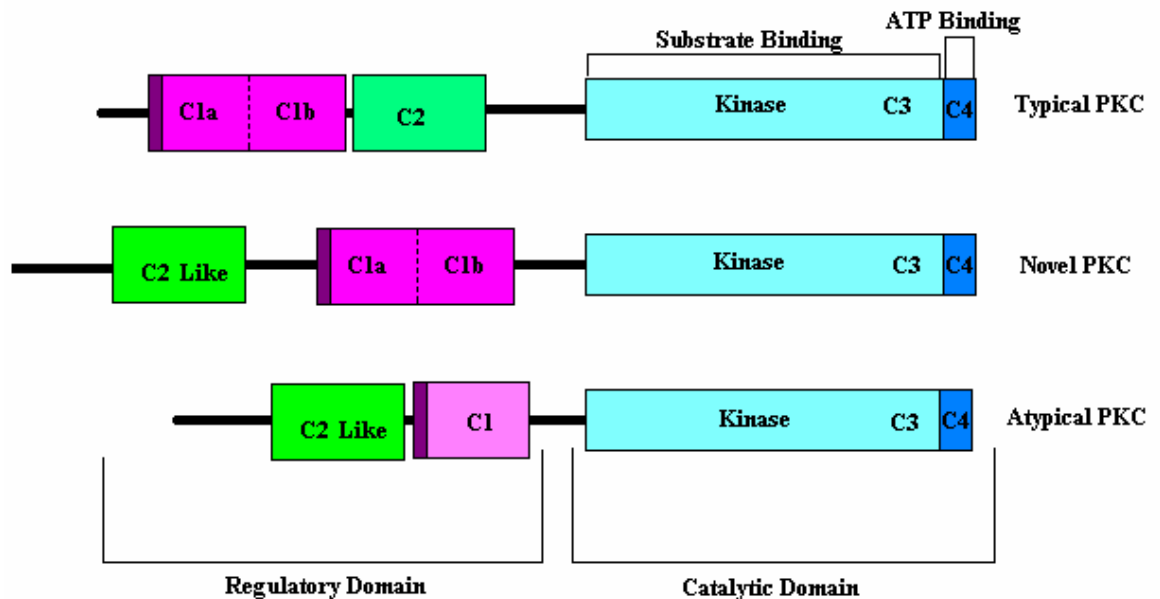 ATP Binding
Substrate Binding
C1a C1b C2 Kinase C3 C4 Typical PKC
C2 Like C1a C1b Kinase C3 C4 Novel PKC
C2 Like C1 Kinase C3 C4 Atypical PKC
Regulatory Domain Catalytic Domain